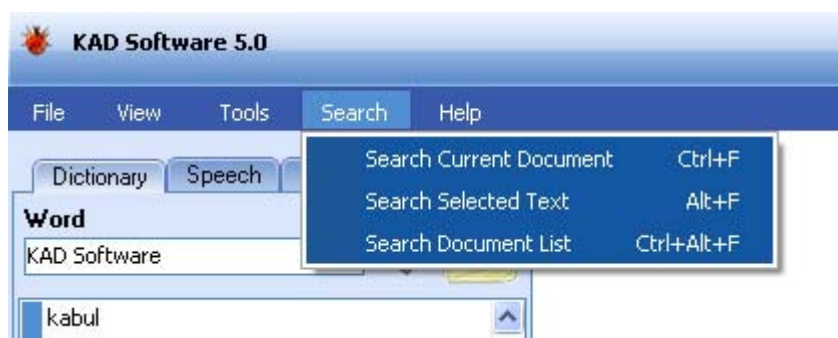 KAD Software 5.0
File View Tools Search Help
Search Current Document Ctrl+F
Search Selected Text Alt+F
Search Document List Ctrl+Alt+F
Dictionary Speech
Word
KAD Software
kabul